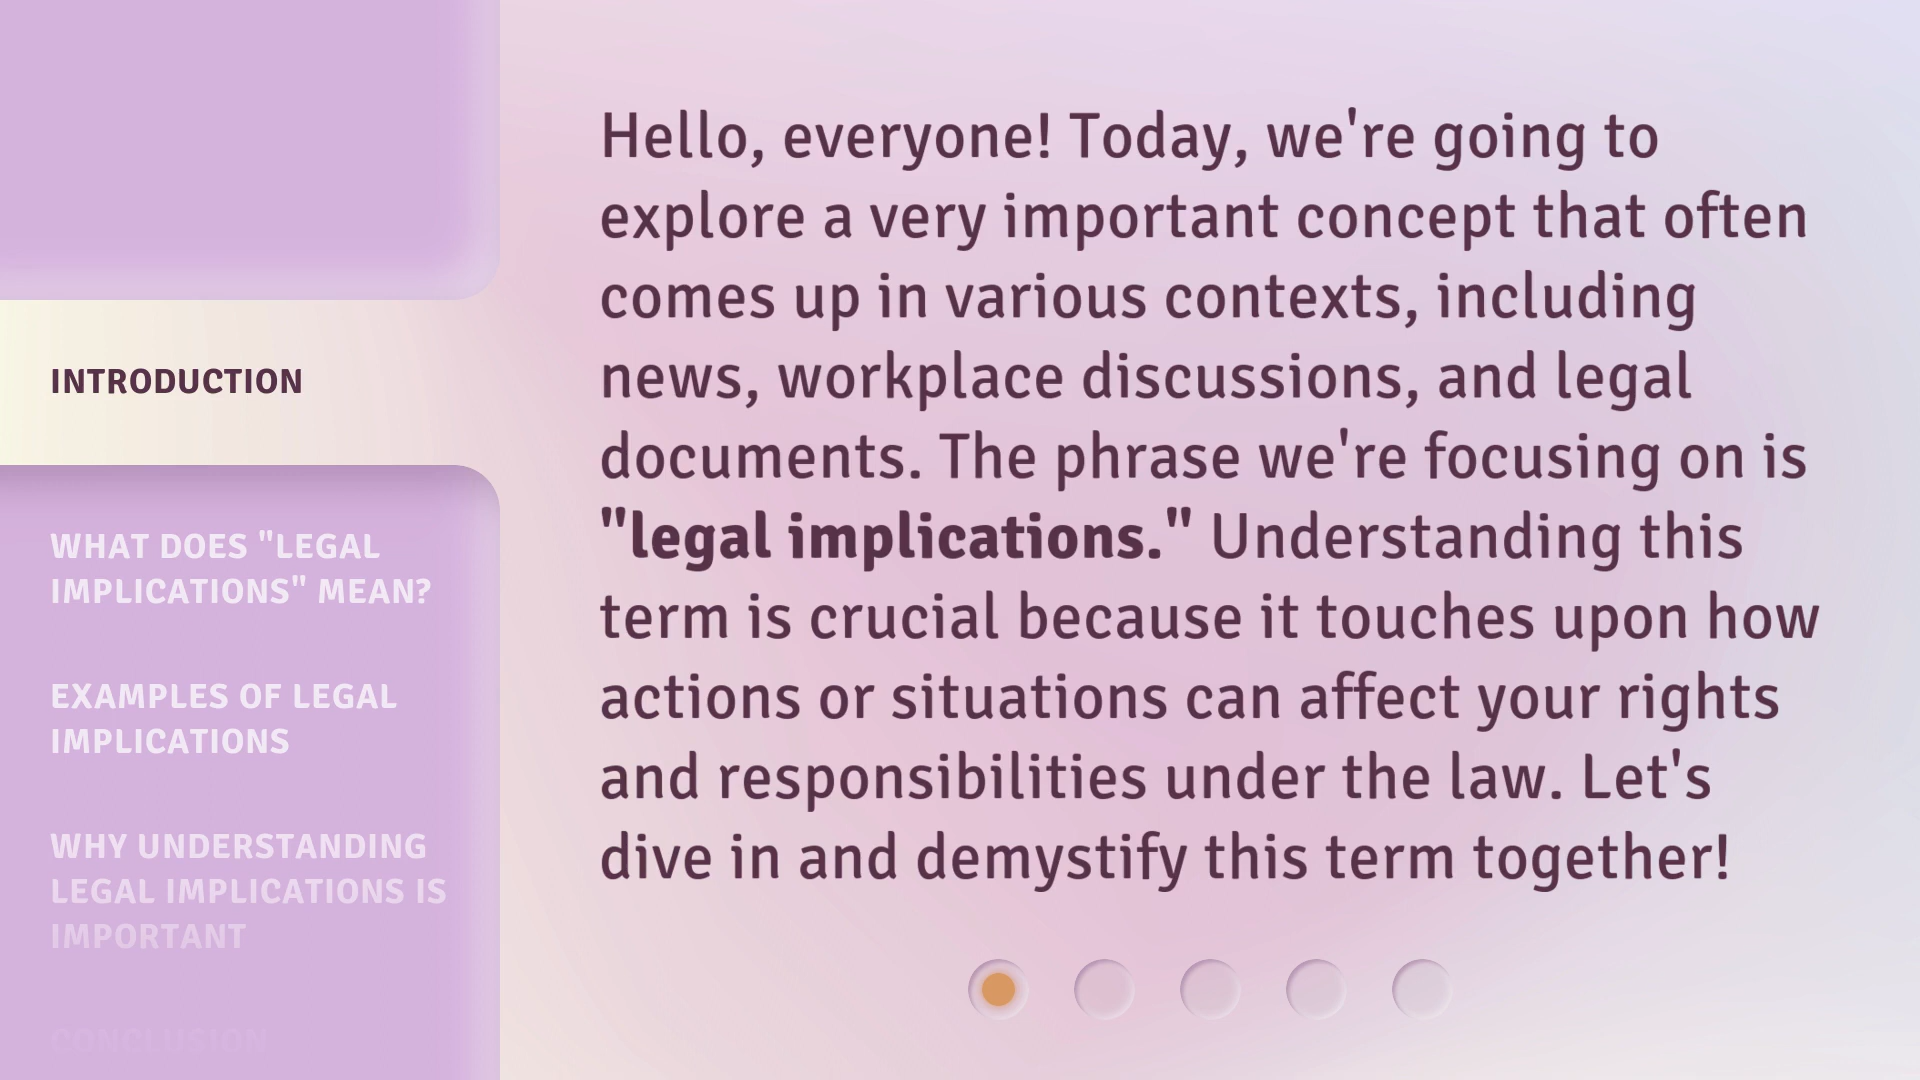 INTRODUCTION
WHAT DOES "LEGAL
IMPLICATIONS" MEAN?
EXAMPLES OF LEGAL
IMPLICATIONS
WHY UNDERSTANDING
LEGAL IMPLICATIONS IS
IMPORTANT
CONCLUSION
Hello, everyone! Today, we're going to
explore a very important concept that often
comes up in various contexts, including
news, workplace discussions, and legal
documents. The phrase we're focusing on is
"legal implications." Understanding this
term is crucial because it touches upon how
actions or situations can affect your rights
and responsibilities under the law. Let's
dive in and demystify this term together!